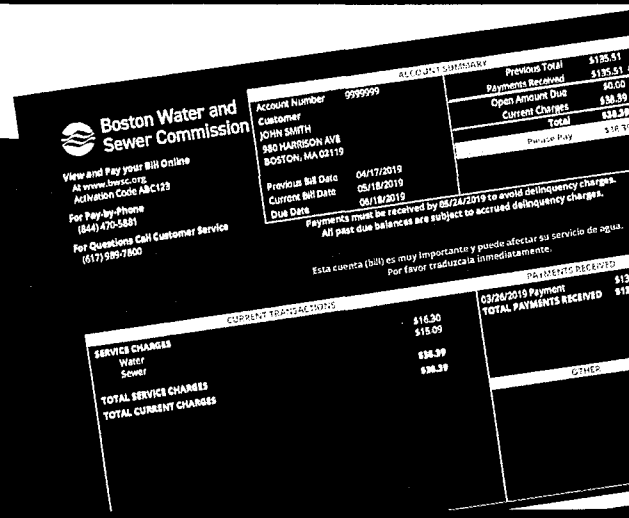 Boston Water and
Sewer Commission
View and Pay your Bill Online
At www.bwsc.org
Activation Code ABC123
For Pay-by-Phone
(844) 470-5881
For Questions Call Customer Service
(617) 989-7800
ACCOUNT SUMMARY
Account Number 9999999
Customer
JOHN SMITH
980 HARRISON AVE
BOSTON, MA 02119
Previous Bill Date 04/17/2019
Current Bill Date 05/18/2019
Due Date 06/18/2019
Previous Total $135.51
Payments Received $135.51
Open Amount Due $0.00
Current Charges $38.39
Total $38.39
Please Pay
Payments must be received by 05/24/2019 to avoid delinquency charges.
All past due balances are subject to accrued delinquency charges.
Esta cuenta (bill) es muy importante y puede afectar su servicio de agua.
Por favor traduzcala inmediatamente.
CURRENT TRANSACTIONS
SERVICE CHARGES
Water $16.30
Sewer $15.09
TOTAL SERVICE CHARGES $38.39
TOTAL CURRENT CHARGES $38.39
PAYMENTS RECEIVED
03/26/2019 Payment $13
TOTAL PAYMENTS RECEIVED $13
OTHER